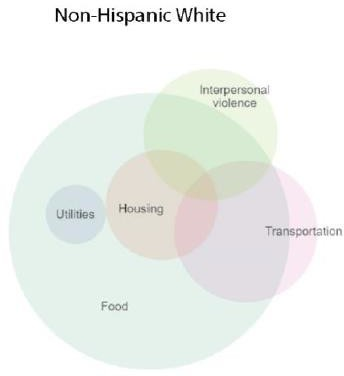 Non-Hispanic White
Interpersonal
violence
Utilities
Housing
Transportation
Food